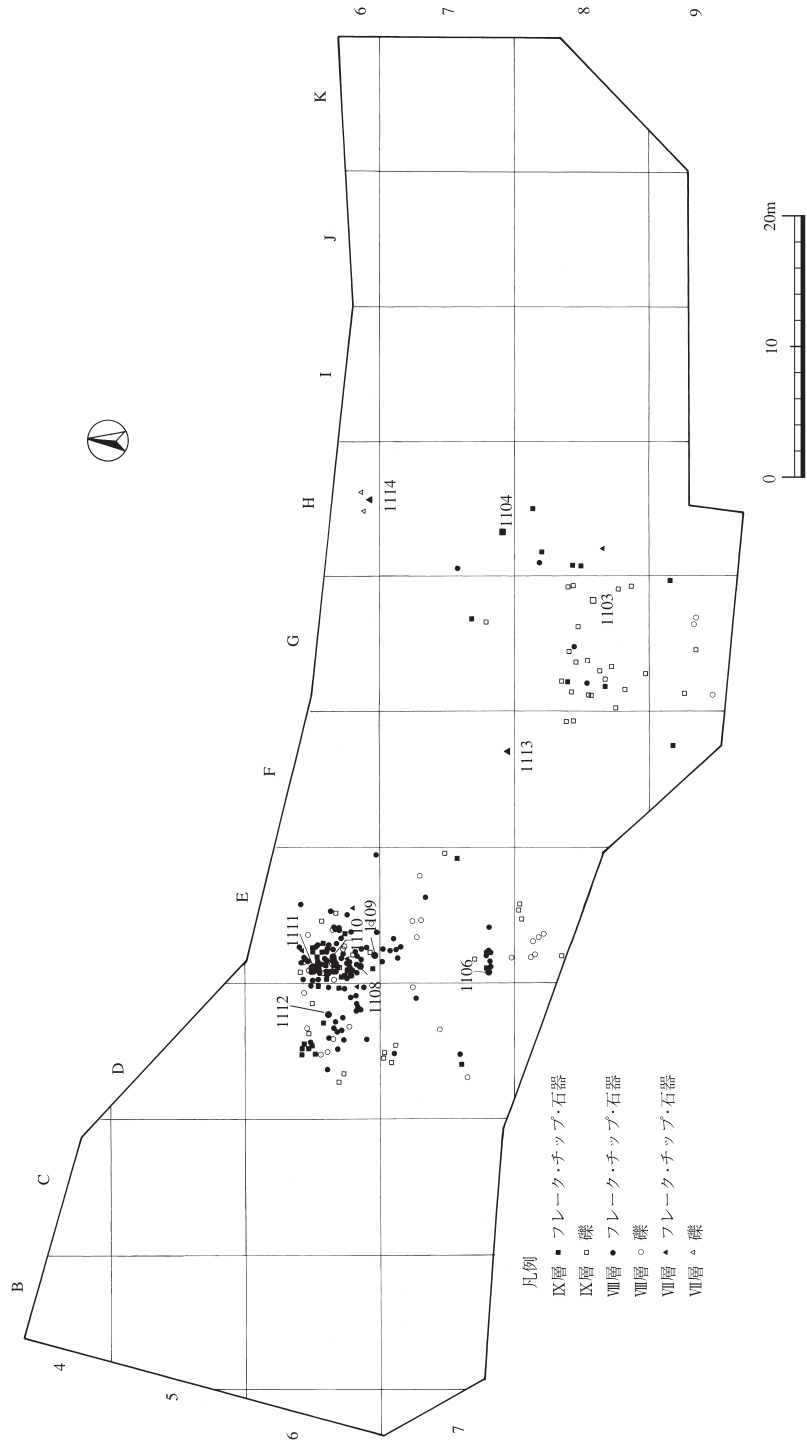 B
C
D
E
F
G
H
I
J
K
4
5
6
7
6
7
8
9
1112
1111
1110
1109
1108
1106
1113
1114
1104
1103
凡例
Ⅸ層 ■ フレーク・チップ・石器
Ⅸ層 □ 礫
Ⅷ層 ● フレーク・チップ・石器
Ⅷ層 ○ 礫
Ⅶ層 ▲ フレーク・チップ・石器
Ⅶ層 △ 礫
0 10 20m